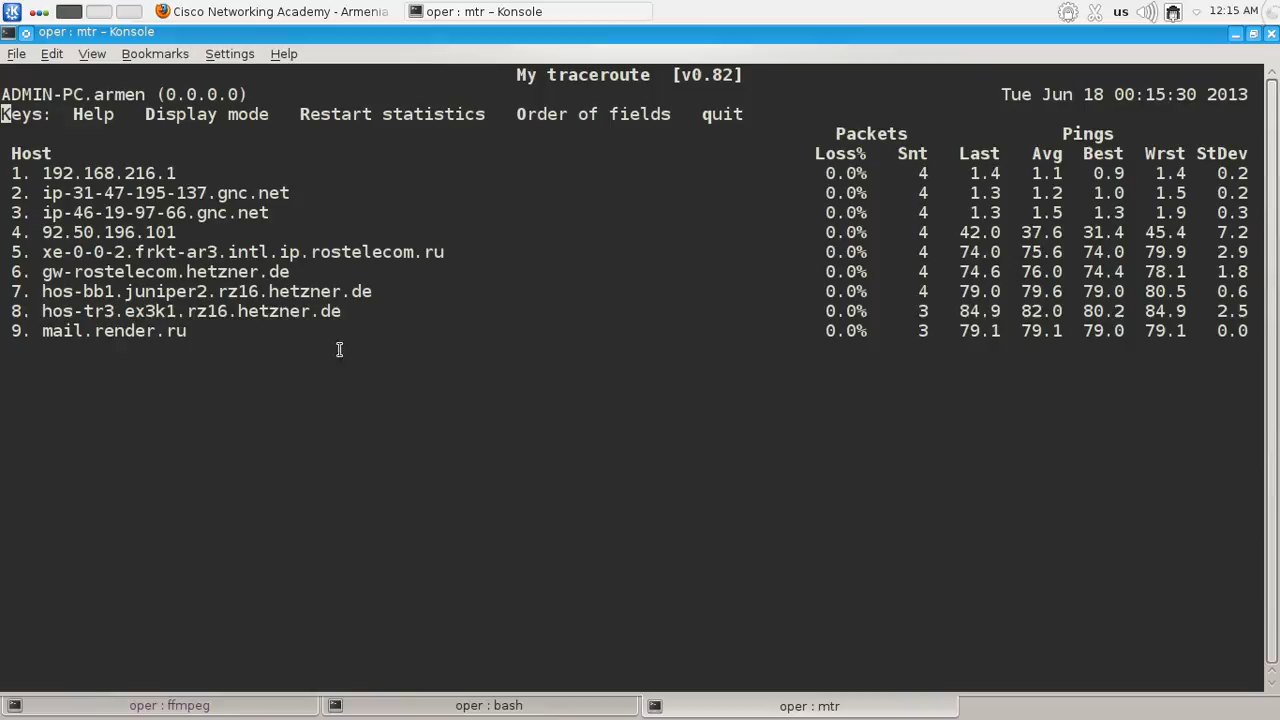 Cisco Networking Academy - Armenia
oper : mtr – Konsole
us
12:15 AM
oper : mtr – Konsole
File Edit View Bookmarks Settings Help
My traceroute [v0.82]
ADMIN-PC.armen (0.0.0.0) Tue Jun 18 00:15:30 2013
Keys: Help Display mode Restart statistics Order of fields quit
Packets Pings
Host Loss% Snt Last Avg Best Wrst StDev
1. 192.168.216.1 0.0% 4 1.4 1.1 0.9 1.4 0.2
2. ip-31-47-195-137.gnc.net 0.0% 4 1.3 1.2 1.0 1.5 0.2
3. ip-46-19-97-66.gnc.net 0.0% 4 1.3 1.5 1.3 1.9 0.3
4. 92.50.196.101 0.0% 4 42.0 37.6 31.4 45.4 7.2
5. xe-0-0-2.frkt-ar3.intl.ip.rostelecom.ru 0.0% 4 74.0 75.6 74.0 79.9 2.9
6. gw-rostelecom.hetzner.de 0.0% 4 74.6 76.0 74.4 78.1 1.8
7. hos-bb1.juniper2.rz16.hetzner.de 0.0% 4 79.0 79.6 79.0 80.5 0.6
8. hos-tr3.ex3k1.rz16.hetzner.de 0.0% 3 84.9 82.0 80.2 84.9 2.5
9. mail.render.ru 0.0% 3 79.1 79.1 79.0 79.1 0.0
oper : ffmpeg
oper : bash
oper : mtr